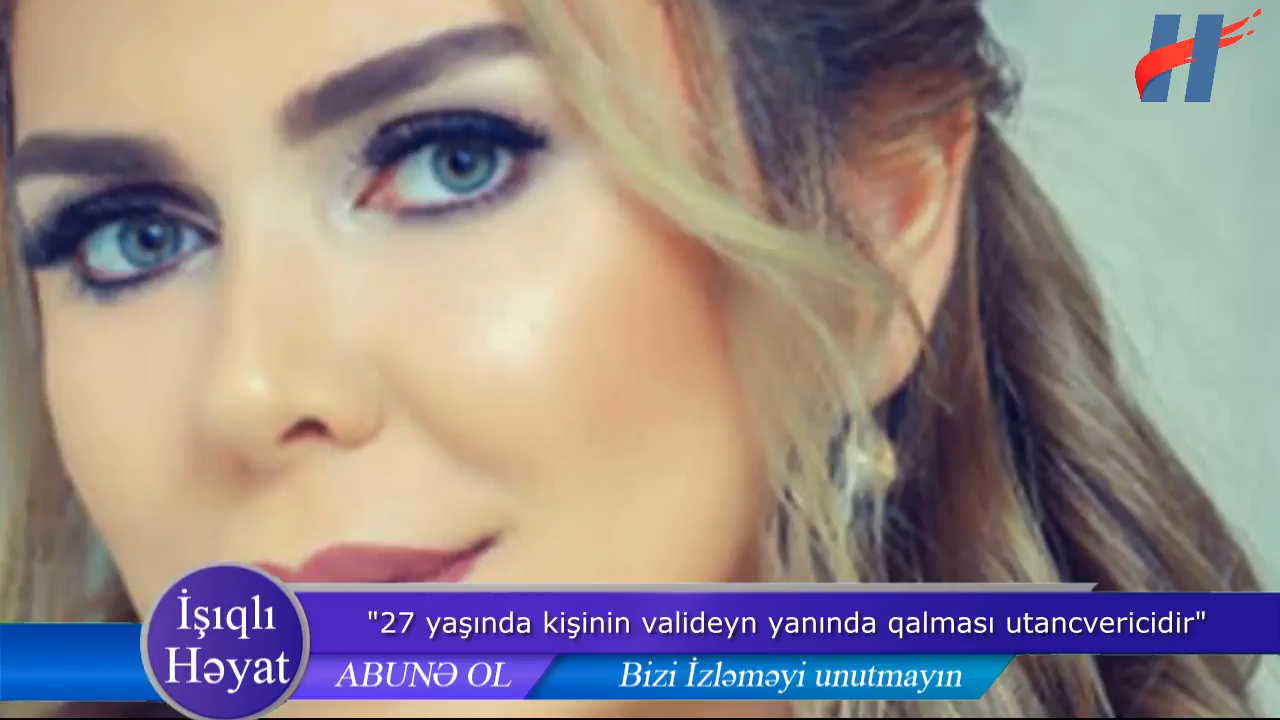 "27 yaşında kişinin valideyn yanında qalması utancvericidir"
İşıqlı
Həyat
ABUNƏ OL
Bizi İzləməyi unutmayın